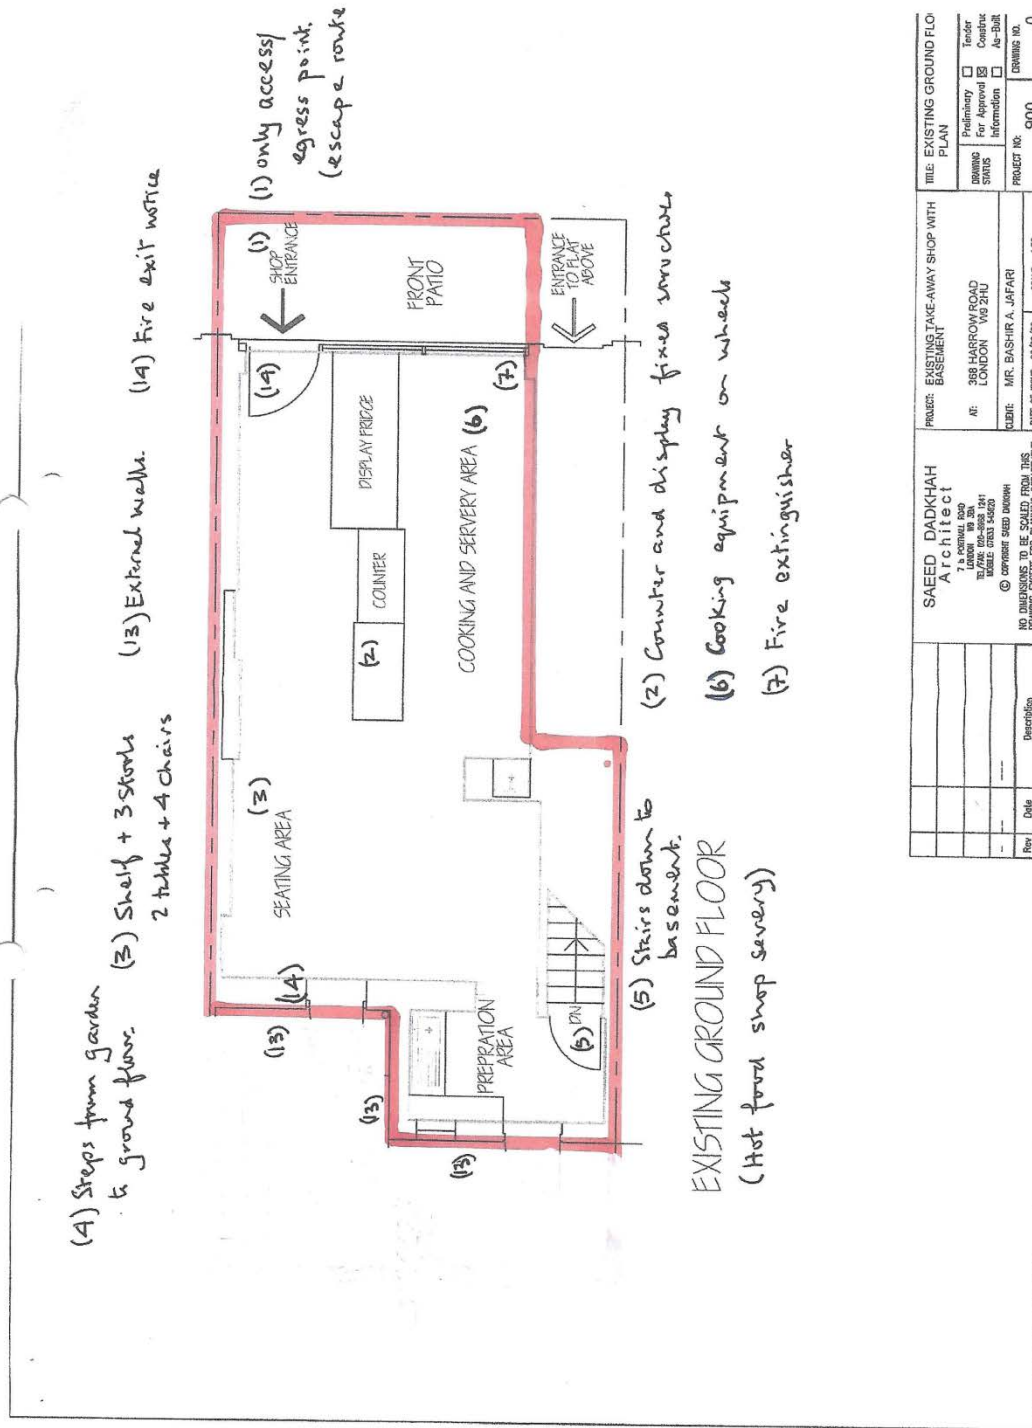 (4) Steps from garden
to ground floor.
(3) Shelf + 3 stools
2 tables + 4 chairs
(13) External walls.
(14) Fire exit notice
(1) only access/
egress point.
(escape route
(1)
SHOP
ENTRANCE
FRONT
PATIO
ENTRANCE
TO FLAT
ABOVE
(14)
(7)
DISPLAY FRIDGE
COUNTER
(2)
COOKING AND SERVERY AREA (6)
(3)
SEATING AREA
(14)
(13)
(13)
(13)
PREPRATION
AREA
(5) DN
(5) Stairs down to
basement.
(2) Counter and display fixed structures
(6) Cooking equipment on wheels
(7) Fire extinguisher
EXISTING GROUND FLOOR
(Hot food shop severy)
Rev Date Description
SAEED DADKHAH
Architect
LONDON W9
© COPYRIGHT SAEED DADKHAH
NO DIMENSIONS TO BE SCALED FROM THIS
PROJECT: EXISTING TAKE-AWAY SHOP WITH
BASEMENT
AT: 368 HARROW ROAD
LONDON W9 2HU
CLIENT: MR. BASHIR A. JAFARI
TITLE: EXISTING GROUND FLO
PLAN
DRAWING
STATUS
Preliminary Tender
For Approval Construc
Information As-Built
PROJECT NO: 900
DRAWING NO.